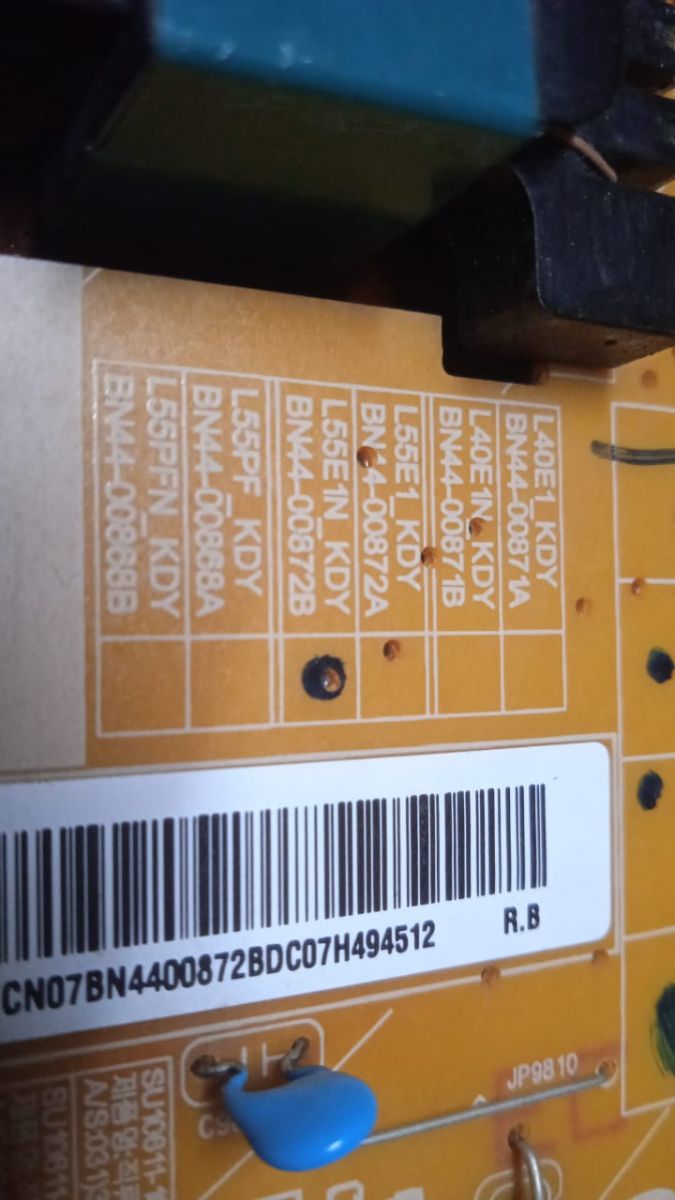 L40E1_KDY
BN44-00871A
L40E1N_KDY
BN44-00871B
L55E1_KDY
BN44-00872A
L55E1N_KDY
BN44-00872B
L55PF_KDY
BN44-00868A
L55PFN_KDY
BN44-00868B
CN07BN4400872BDC07H494512
R.B
JP9810